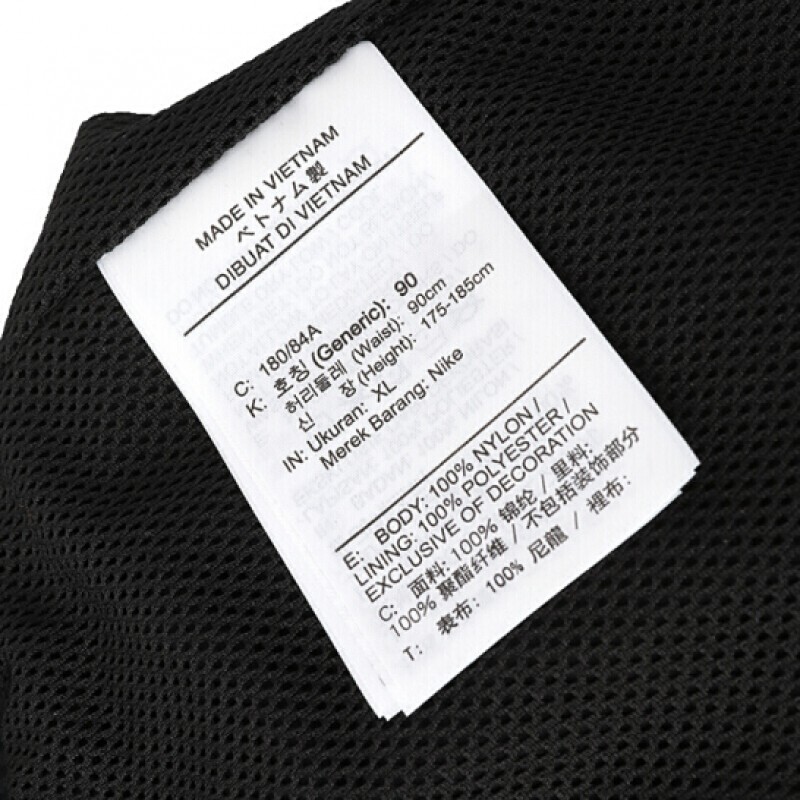 MADE IN VIETNAM
ベトナム製
DIBUAT DI VIETNAM
C: 180/84A
K: 호칭 (Generic): 90
허리둘레 (Waist): 90cm
신 장 (Height): 175-185cm
IN: Ukuran: XL
Merek Barang: Nike
E: BODY: 100% NYLON /
LINING: 100% POLYESTER /
EXCLUSIVE OF DECORATION
C: 面料: 100% 锦纶 / 里料:
100% 聚酯纤维 / 不包括装饰部分
T: 表布: 100% 尼龍 / 裡布: